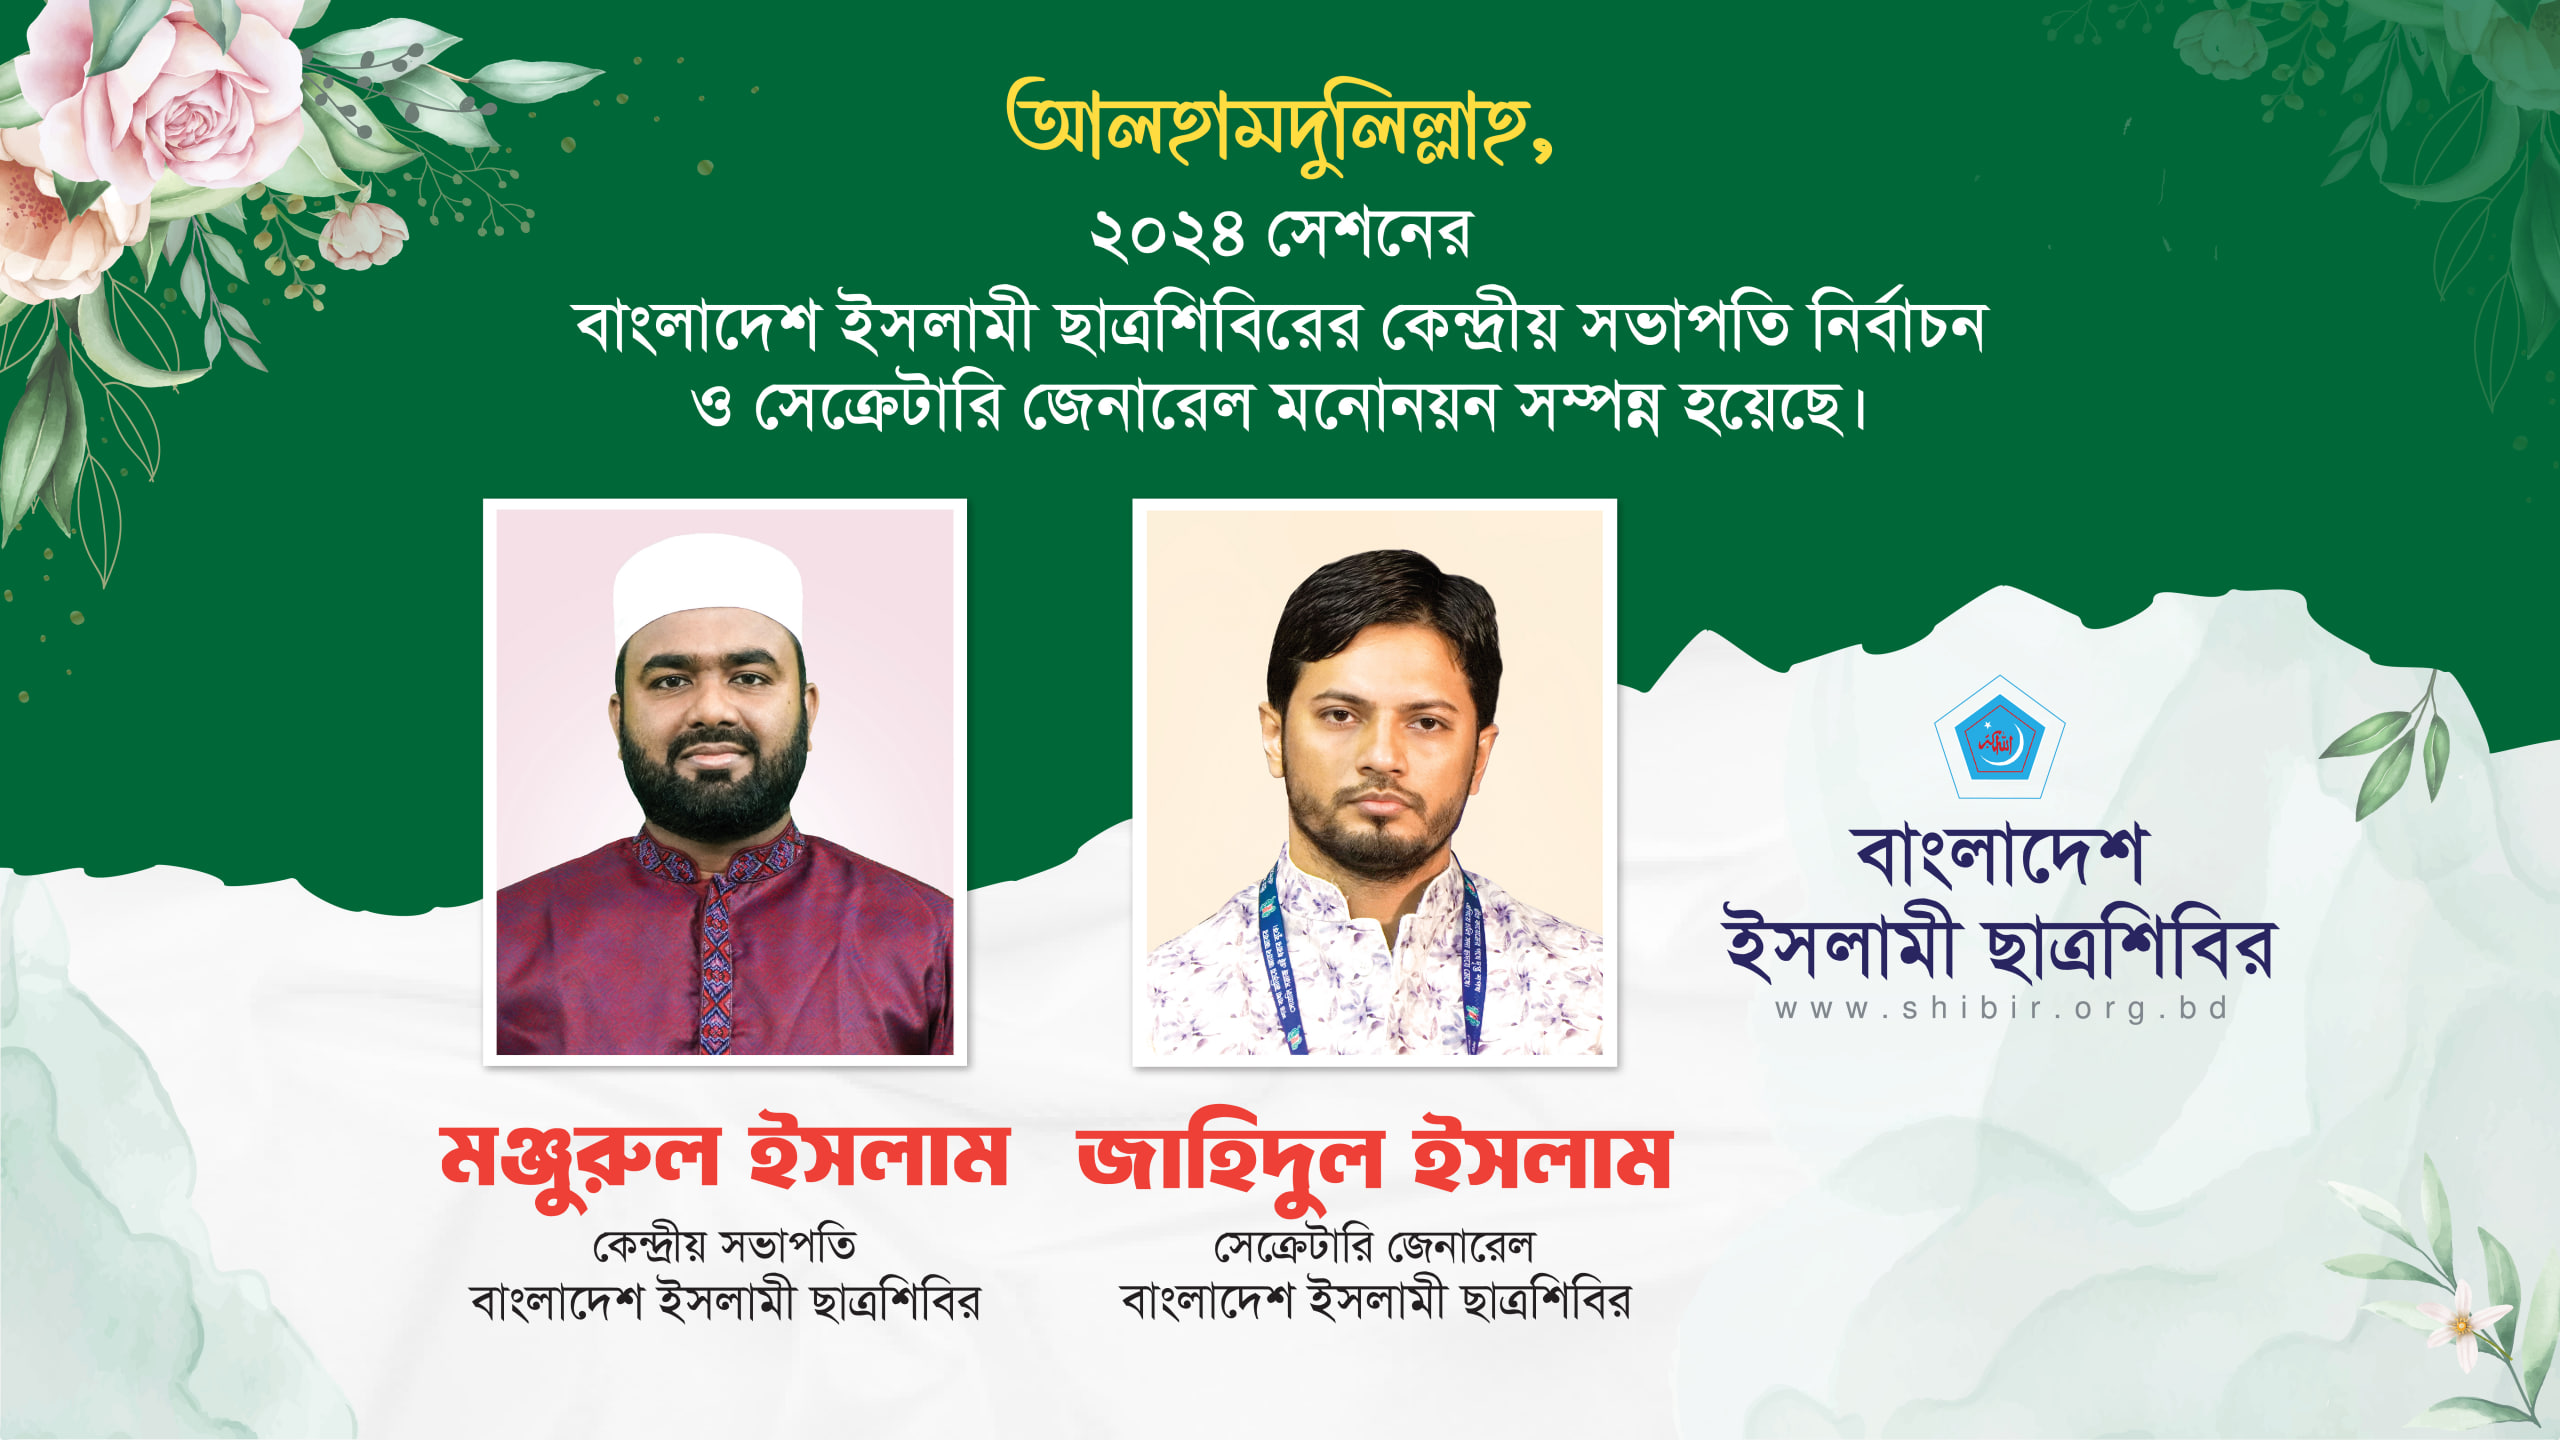 আলহামদুলিল্লাহ,
২০২৪ সেশনের
বাংলাদেশ ইসলামী ছাত্রশিবিরের কেন্দ্রীয় সভাপতি নির্বাচন
ও সেক্রেটারি জেনারেল মনোনয়ন সম্পন্ন হয়েছে।
মঞ্জুরুল ইসলাম
কেন্দ্রীয় সভাপতি
বাংলাদেশ ইসলামী ছাত্রশিবির
জাহিদুল ইসলাম
সেক্রেটারি জেনারেল
বাংলাদেশ ইসলামী ছাত্রশিবির
বাংলাদেশ
ইসলামী ছাত্রশিবির
www.shibir.org.bd